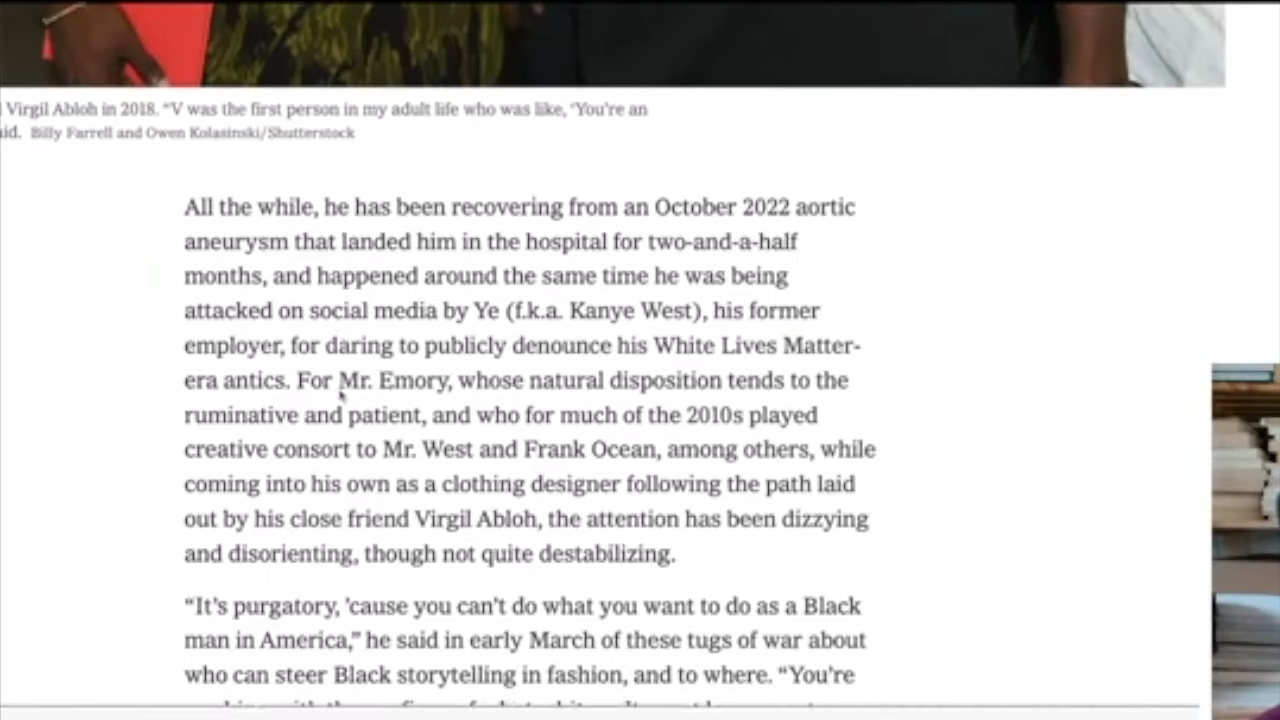 Virgil Abloh in 2018. “V was the first person in my adult life who was like, ‘You’re an
Billy Farrell and Owen Kolasinski/Shutterstock
All the while, he has been recovering from an October 2022 aortic
aneurysm that landed him in the hospital for two-and-a-half
months, and happened around the same time he was being
attacked on social media by Ye (f.k.a. Kanye West), his former
employer, for daring to publicly denounce his White Lives Matter-
era antics. For Mr. Emory, whose natural disposition tends to the
ruminative and patient, and who for much of the 2010s played
creative consort to Mr. West and Frank Ocean, among others, while
coming into his own as a clothing designer following the path laid
out by his close friend Virgil Abloh, the attention has been dizzying
and disorienting, though not quite destabilizing.
“It’s purgatory, ’cause you can’t do what you want to do as a Black
man in America,” he said in early March of these tugs of war about
who can steer Black storytelling in fashion, and to where. “You’re